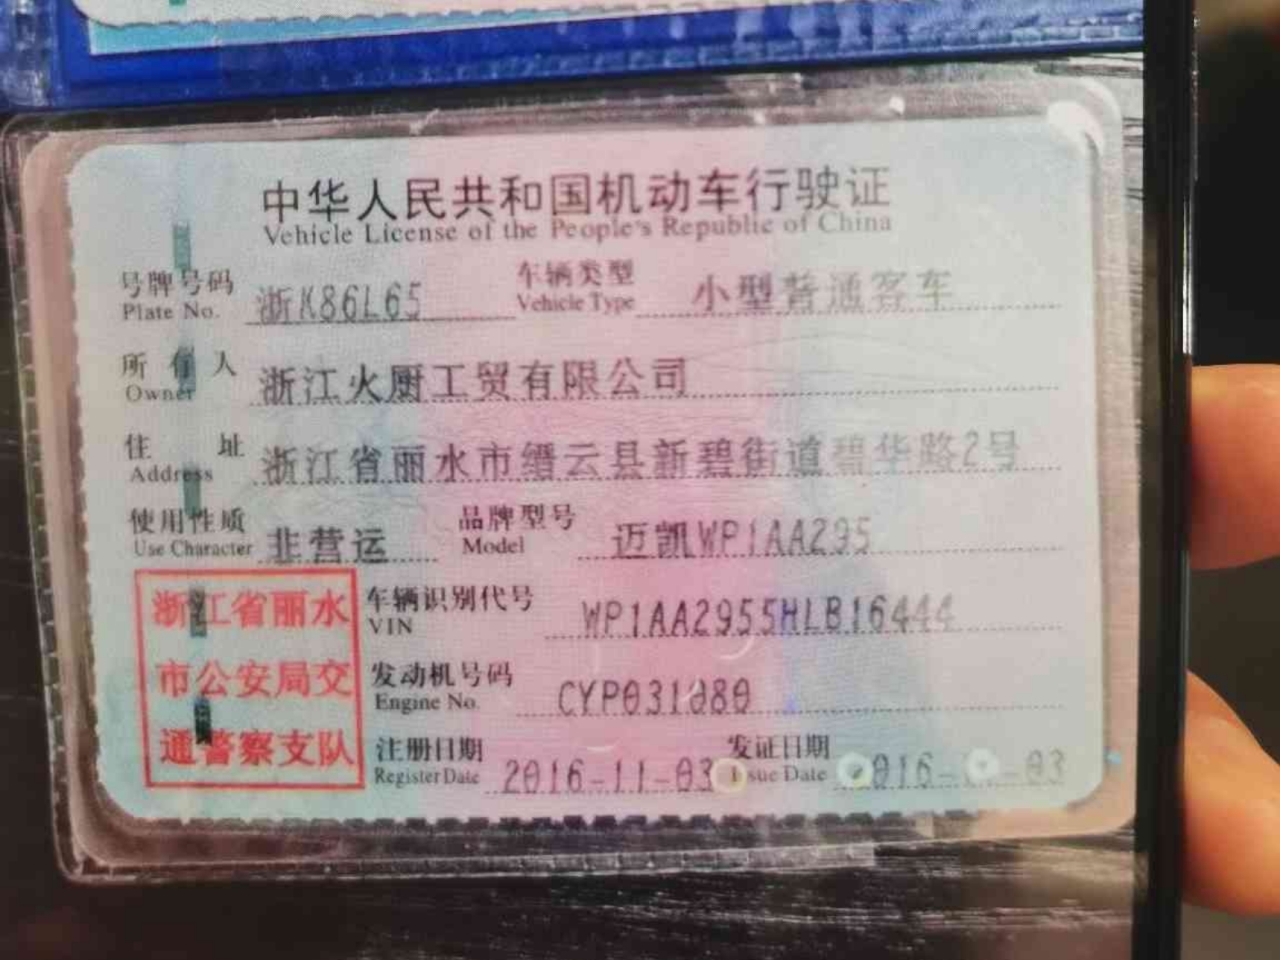 中华人民共和国机动车行驶证
Vehicle License of the People's Republic of China
号牌号码 浙K86L65 车辆类型 小型普通客车
Plate No. Vehicle Type
所有人 浙江火厨工贸有限公司
Owner
住址 浙江省丽水市缙云县新碧街道碧华路2号
Address
使用性质 非营运 品牌型号 迈凯WP1AA295
Use Character Model
浙江省丽水
市公安局交
通警察支队
车辆识别代号 WP1AA2955HLB16444
VIN
发动机号码 CYP031080
Engine No.
注册日期 2016-11-03 发证日期
Register Date Issue Date